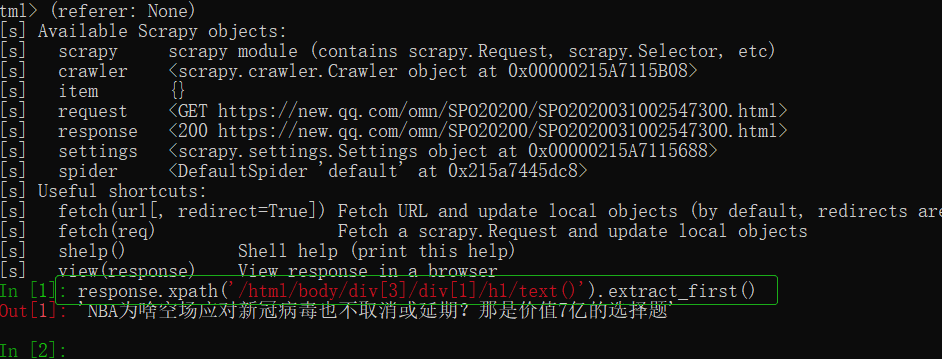 tml> (referer: None)
[s] Available Scrapy objects:
[s]   scrapy     scrapy module (contains scrapy.Request, scrapy.Selector, etc)
[s]   crawler    <scrapy.crawler.Crawler object at 0x00000215A7115B08>
[s]   item       {}
[s]   request    <GET https://new.qq.com/omn/SPO20200/SPO2020031002547300.html>
[s]   response   <200 https://new.qq.com/omn/SPO20200/SPO2020031002547300.html>
[s]   settings   <scrapy.settings.Settings object at 0x00000215A7115688>
[s]   spider     <DefaultSpider 'default' at 0x215a7445dc8>
[s] Useful shortcuts:
[s]   fetch(url[, redirect=True]) Fetch URL and update local objects (by default, redirects are
[s]   fetch(req)                  Fetch a scrapy.Request and update local objects
[s]   shelp()           Shell help (print this help)
[s]   view(response)    View response in a browser
In [1]: response.xpath('/html/body/div[3]/div[1]/h1/text()').extract_first()
Out[1]: 'NBA为啥空场应对新冠病毒也不取消或延期？那是价值7亿的选择题'
In [2]: